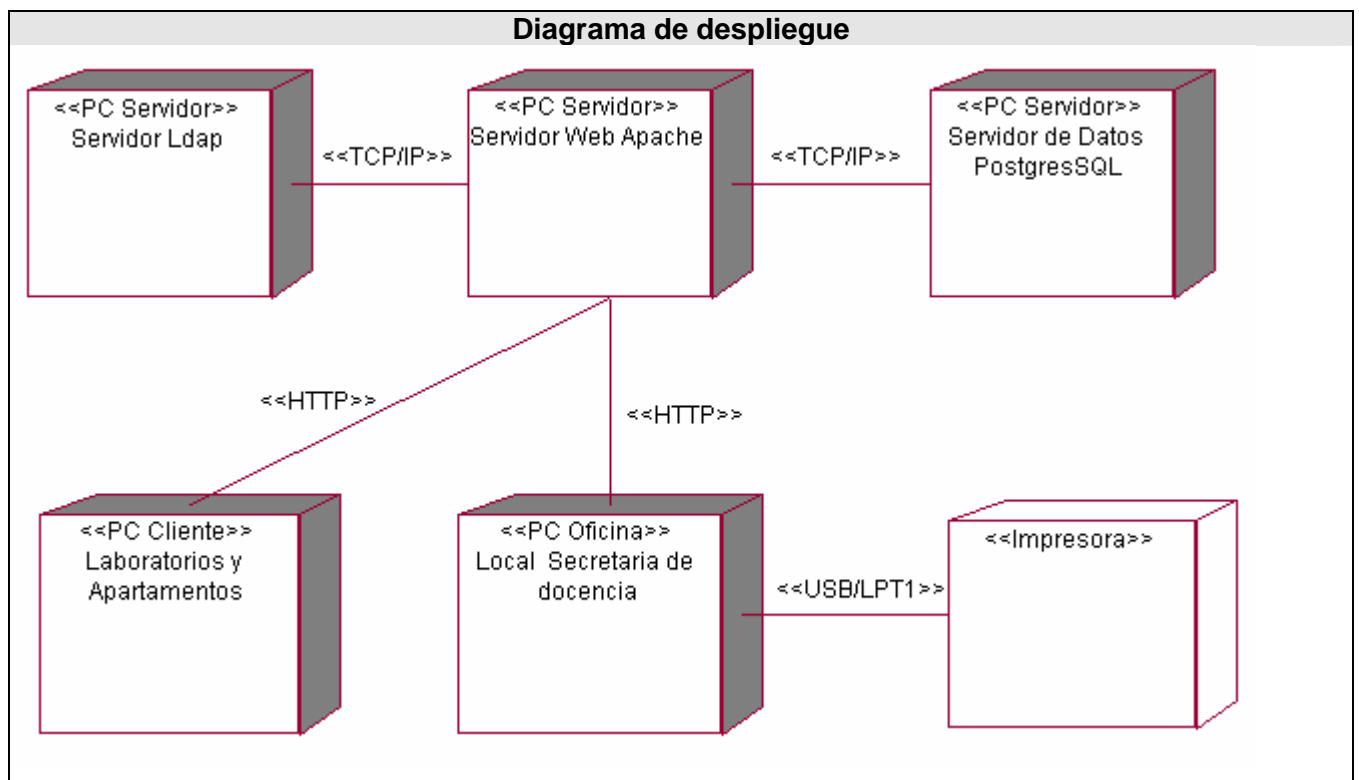 Diagrama de despliegue
<<PC Servidor>>
Servidor Ldap
<<TCP/IP>>
<<PC Servidor>>
Servidor Web Apache
<<TCP/IP>>
<<PC Servidor>>
Servidor de Datos
PostgresSQL
<<HTTP>>
<<HTTP>>
<<PC Cliente>>
Laboratorios y
Apartamentos
<<PC Oficina>>
Local Secretaria de
docencia
<<USB/LPT1>>
<<Impresora>>